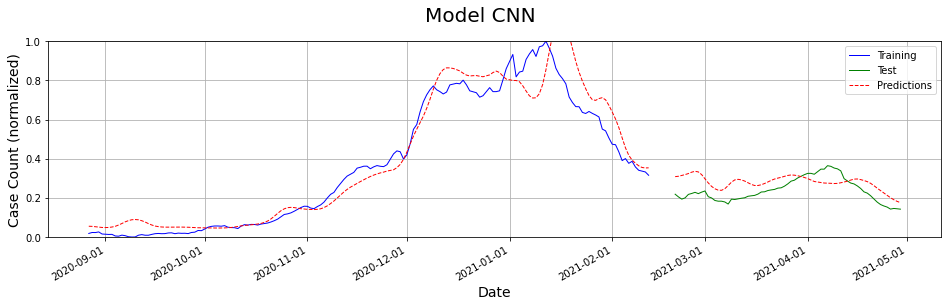 Model CNN
Case Count (normalized)
1.0
0.8
0.6
0.4
0.2
0.0
Training
Test
Predictions
2020-09-01
2020-10-01
2020-11-01
2020-12-01
2021-01-01
2021-02-01
2021-03-01
2021-04-01
2021-05-01
Date